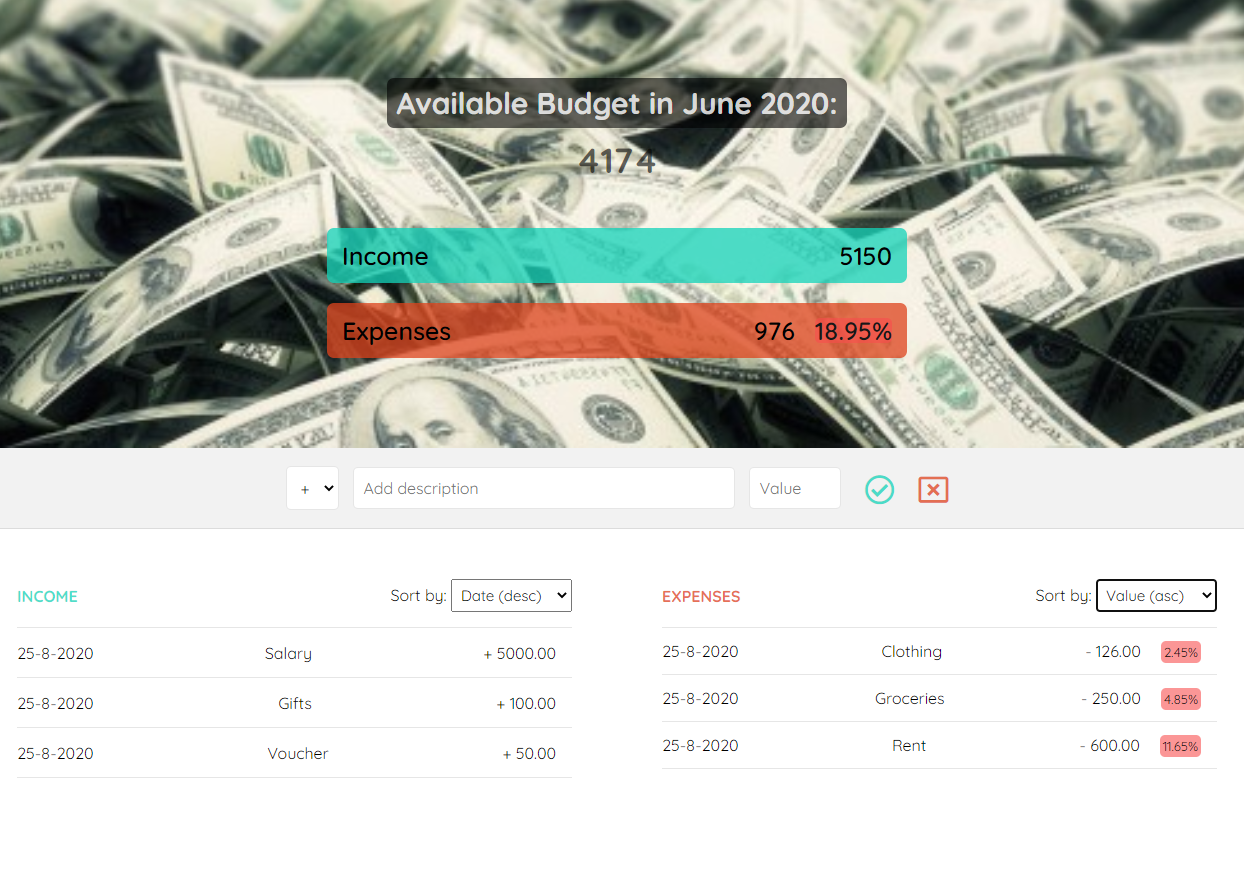 Available Budget in June 2020:
4174
Income 5150
Expenses 976 18.95%
+ Add description Value
INCOME Sort by: Date (desc)
25-8-2020 Salary + 5000.00
25-8-2020 Gifts + 100.00
25-8-2020 Voucher + 50.00
EXPENSES Sort by: Value (asc)
25-8-2020 Clothing - 126.00 2.45%
25-8-2020 Groceries - 250.00 4.85%
25-8-2020 Rent - 600.00 11.65%